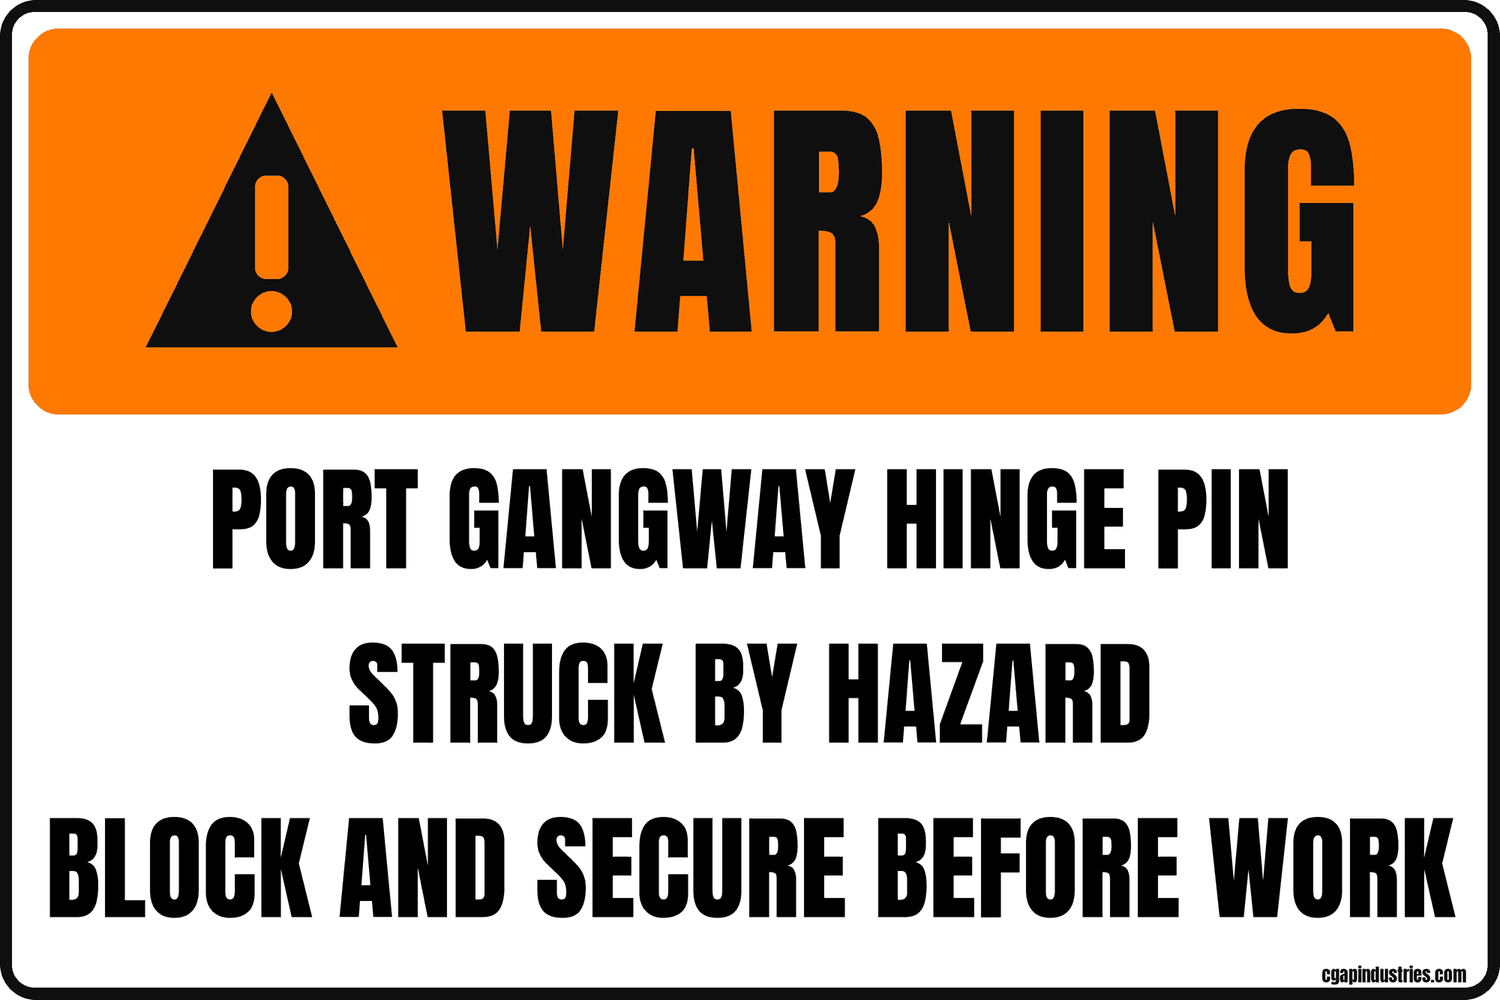 WARNING
PORT GANGWAY HINGE PIN
STRUCK BY HAZARD
BLOCK AND SECURE BEFORE WORK
cgapindustries.com